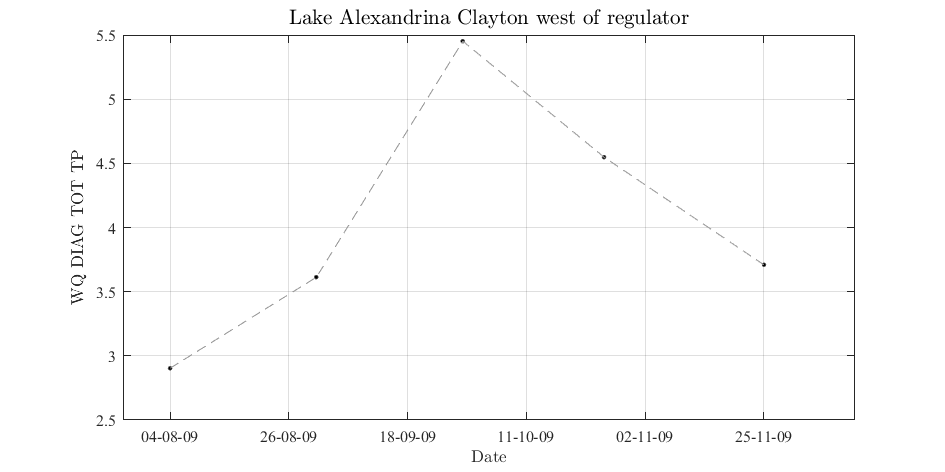 Lake Alexandrina Clayton west of regulator
5.5
5
4.5
4
3.5
3
2.5
WQ DIAG TOT TP
04-08-09 26-08-09 18-09-09 11-10-09 02-11-09 25-11-09
Date